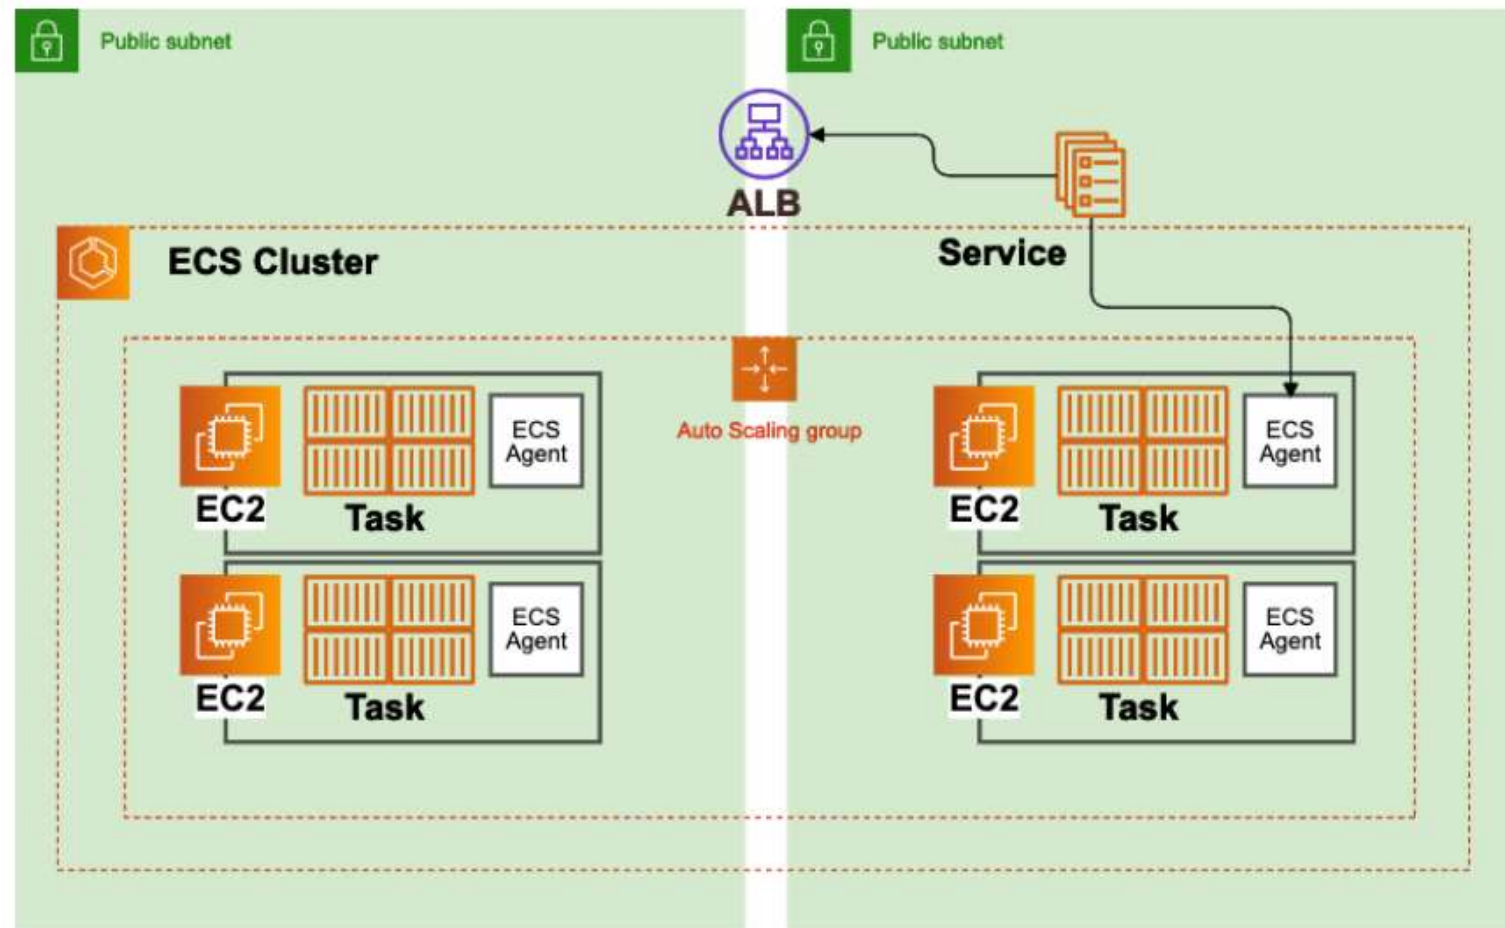 Public subnet
Public subnet
ALB
ECS Cluster
Service
Auto Scaling group
ECS
Agent
EC2
Task
ECS
Agent
EC2
Task
ECS
Agent
EC2
Task
ECS
Agent
EC2
Task